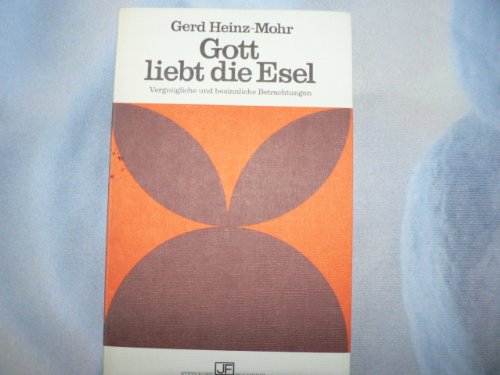 Gerd Heinz-Mohr
Gott
liebt die Esel
Vergnügliche und besinnliche Betrachtungen
JF